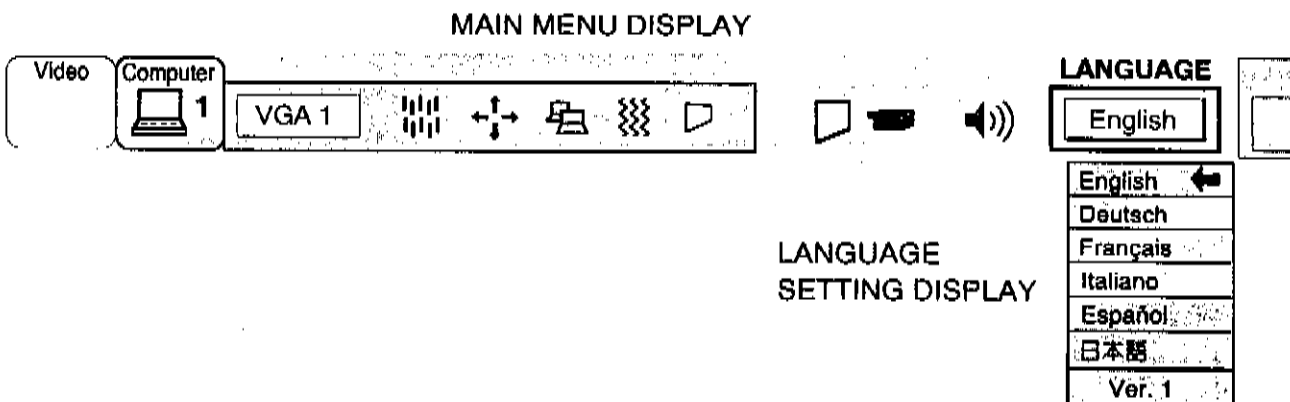 MAIN MENU DISPLAY
Video
Computer
1
VGA 1
LANGUAGE
English
English
Deutsch
Français
Italiano
Español
日本語
Ver. 1
LANGUAGE
SETTING DISPLAY